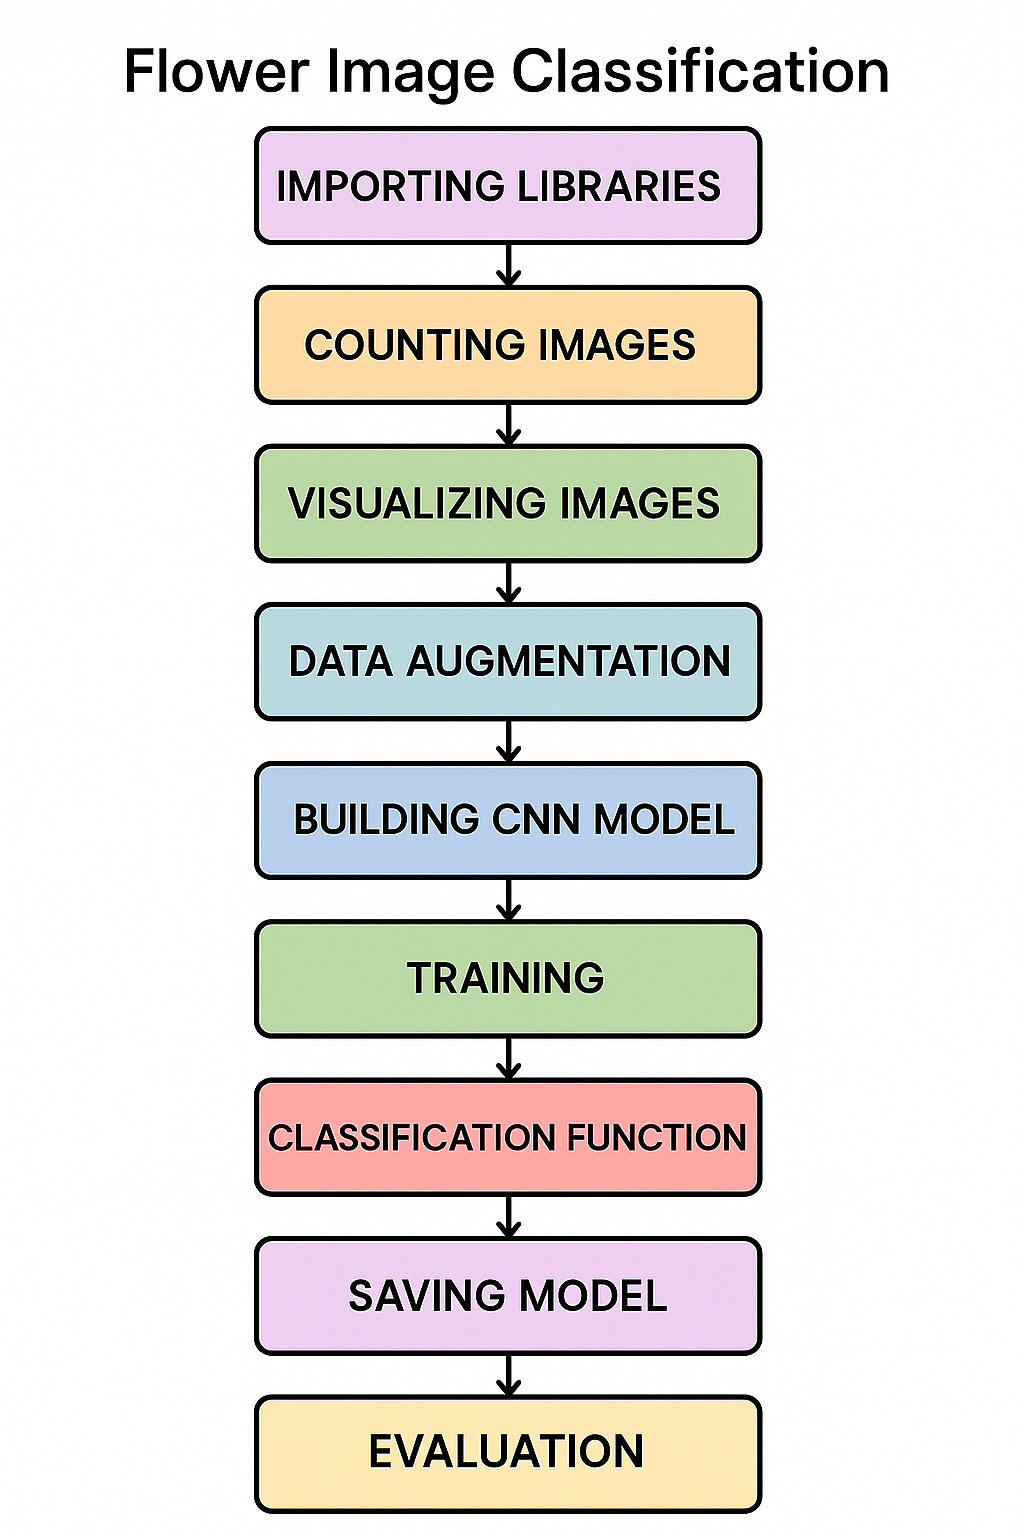 Flower Image Classification
IMPORTING LIBRARIES
COUNTING IMAGES
VISUALIZING IMAGES
DATA AUGMENTATION
BUILDING CNN MODEL
TRAINING
CLASSIFICATION FUNCTION
SAVING MODEL
EVALUATION